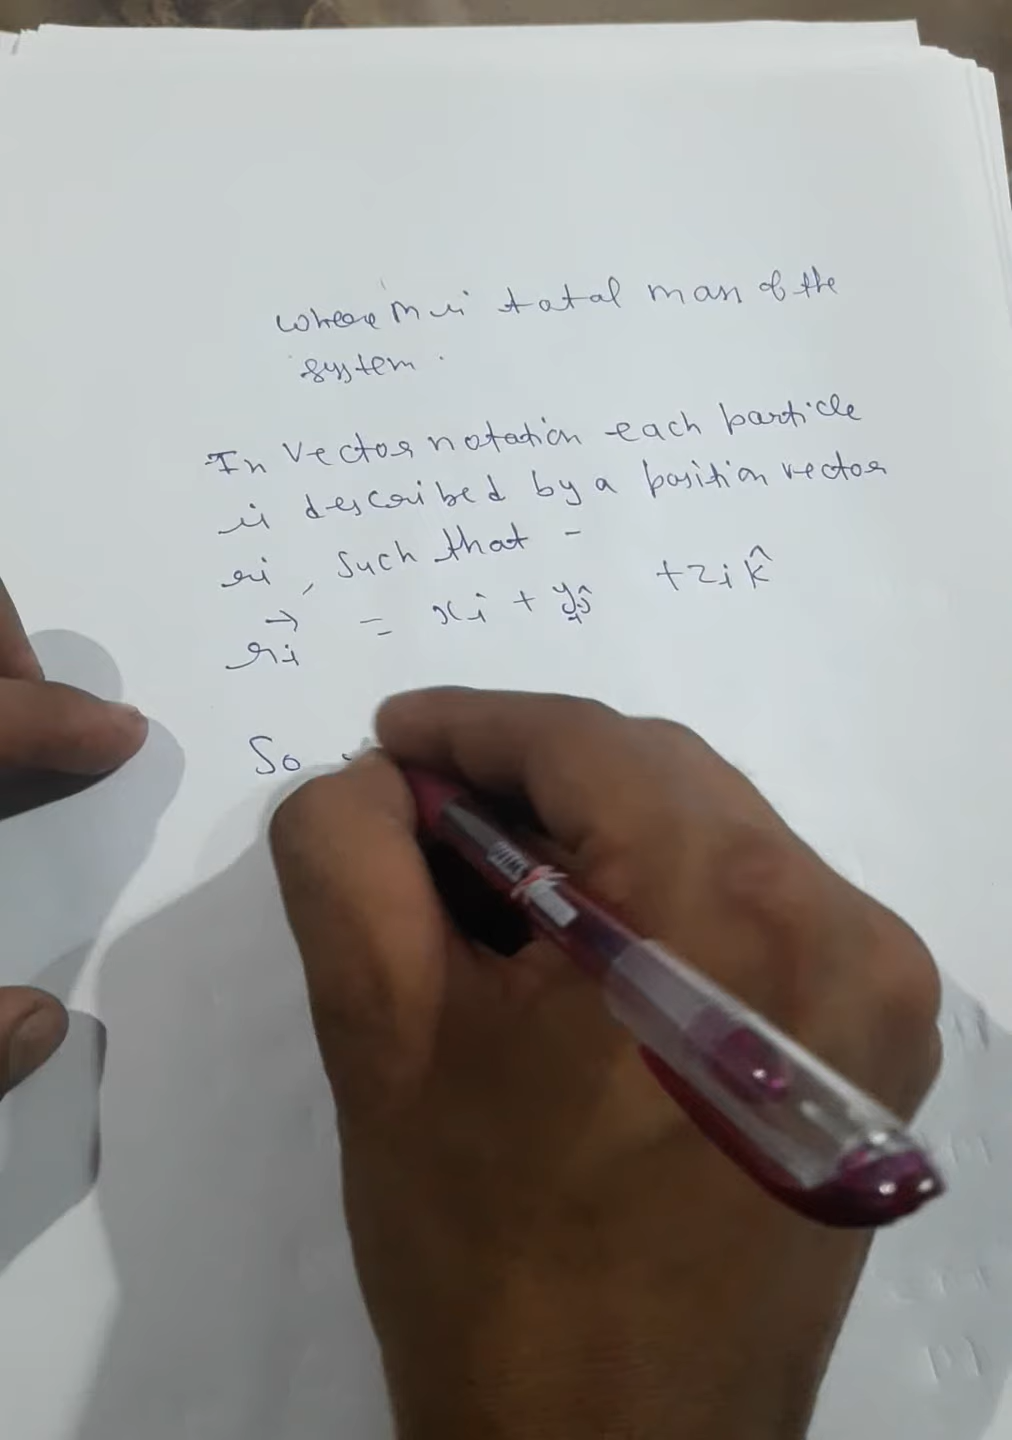 where M is total mass of the
system.
In Vector notation each particle
is described by a position vector
ri, such that -
→
ri = xi + yiĵ + zi k̂
So